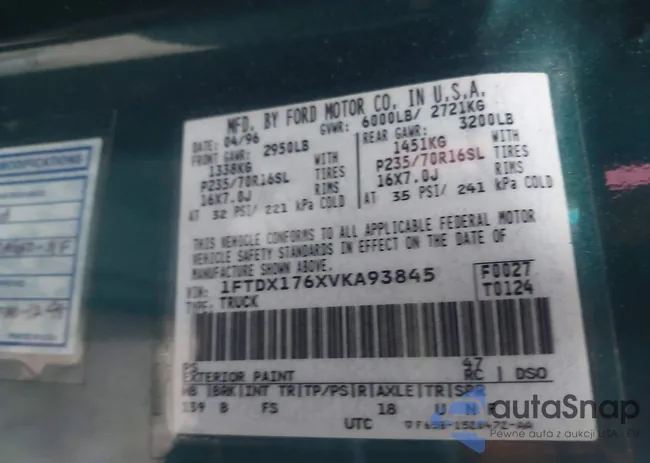 MFD. BY FORD MOTOR CO. IN U.S.A.
DATE: 04/96 GVWR: 6000LB/ 2721KG
FRONT GAWR: 2950LB REAR GAWR: 3200LB
1338KG WITH 1451KG WITH
P235/70R16SL TIRES P235/70R16SL TIRES
16X7.0J RIMS 16X7.0J RIMS
AT 32 PSI/ 221 kPa COLD AT 35 PSI/ 241 kPa COLD
THIS VEHICLE CONFORMS TO ALL APPLICABLE FEDERAL MOTOR
VEHICLE SAFETY STANDARDS IN EFFECT ON THE DATE OF
MANUFACTURE SHOWN ABOVE.
VIN: 1FTDX176XVKA93845 F0027
TYPE: TRUCK T0124
PS 47
EXTERIOR PAINT RC DSO
WB BRK INT TR TP/PS R AXLE TR SPR
139 B FS 18 U N F
UTC
autaSnap
Pewne auta z aukcji USA